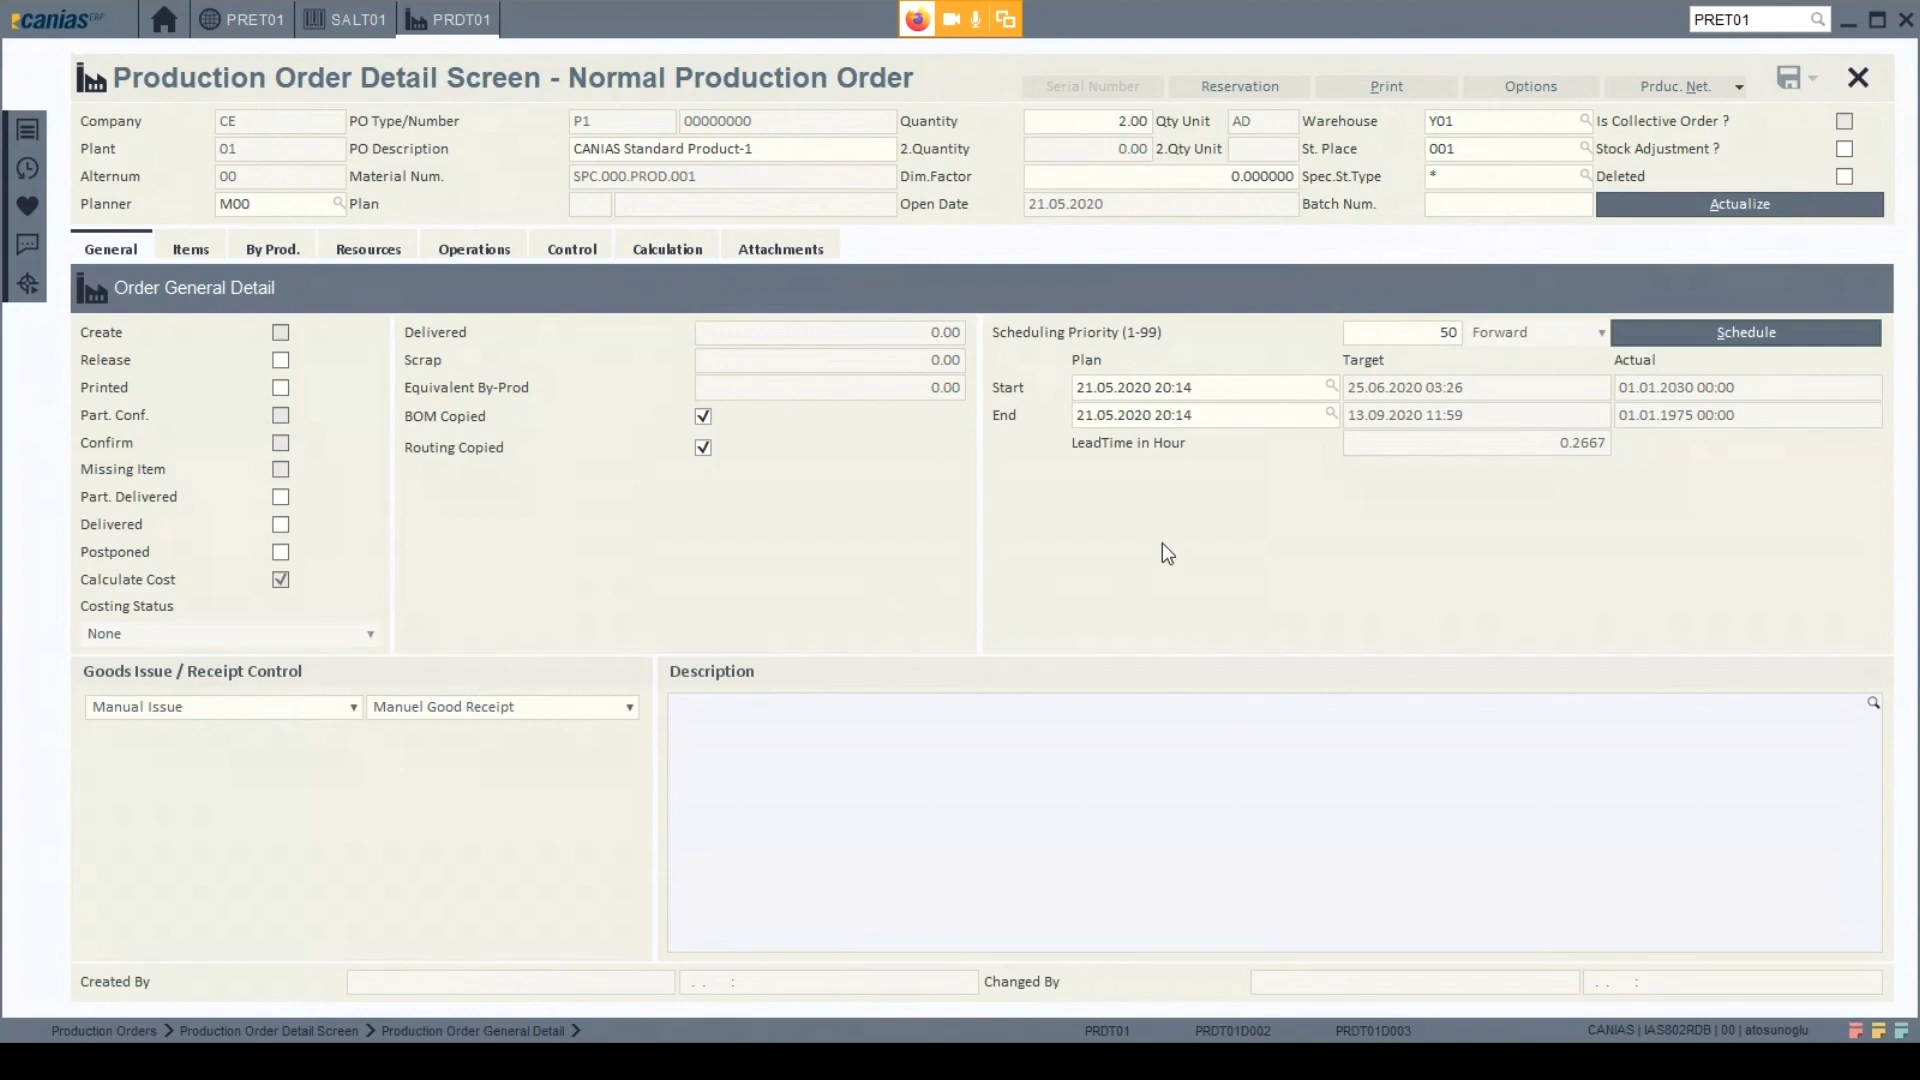 canias ERP PRET01 SALT01 PRDT01 PRET01
Production Order Detail Screen - Normal Production Order
Serial Number Reservation Print Options Prduc. Net.
Company CE PO Type/Number P1 00000000 Quantity 2.00 Qty Unit AD Warehouse Y01 Is Collective Order ?
Plant 01 PO Description CANIAS Standard Product-1 2.Quantity 0.00 2.Qty Unit St. Place 001 Stock Adjustment ?
Alternum 00 Material Num. SPC.000.PROD.001 Dim.Factor 0.000000 Spec.St.Type * Deleted
Planner M00 Plan Open Date 21.05.2020 Batch Num. Actualize
General Items By Prod. Resources Operations Control Calculation Attachments
Order General Detail
Create Delivered 0.00 Scheduling Priority (1-99) 50 Forward Schedule
Release Scrap 0.00 Plan Target Actual
Printed Equivalent By-Prod 0.00 Start 21.05.2020 20:14 25.06.2020 03:26 01.01.2030 00:00
Part. Conf. BOM Copied End 21.05.2020 20:14 13.09.2020 11:59 01.01.1975 00:00
Confirm Routing Copied LeadTime in Hour 0.2667
Missing Item
Part. Delivered
Delivered
Postponed
Calculate Cost
Costing Status
None
Goods Issue / Receipt Control Description
Manual Issue Manuel Good Receipt
Created By . . : Changed By . . :
Production Orders Production Order Detail Screen Production Order General Detail PRDT01 PRDT01D002 PRDT01D003 CANIAS | IAS802RDB | 00 | atosunoglu